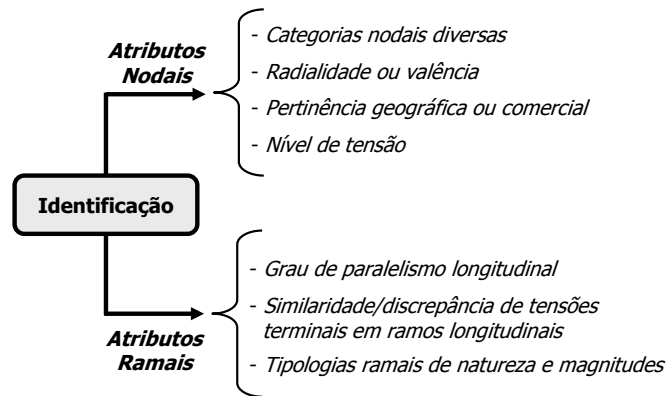 Identificação
Atributos
Nodais
- Categorias nodais diversas
- Radialidade ou valência
- Pertinência geográfica ou comercial
- Nível de tensão
Atributos
Ramais
- Grau de paralelismo longitudinal
- Similaridade/discrepância de tensões
terminais em ramos longitudinais
- Tipologias ramais de natureza e magnitudes